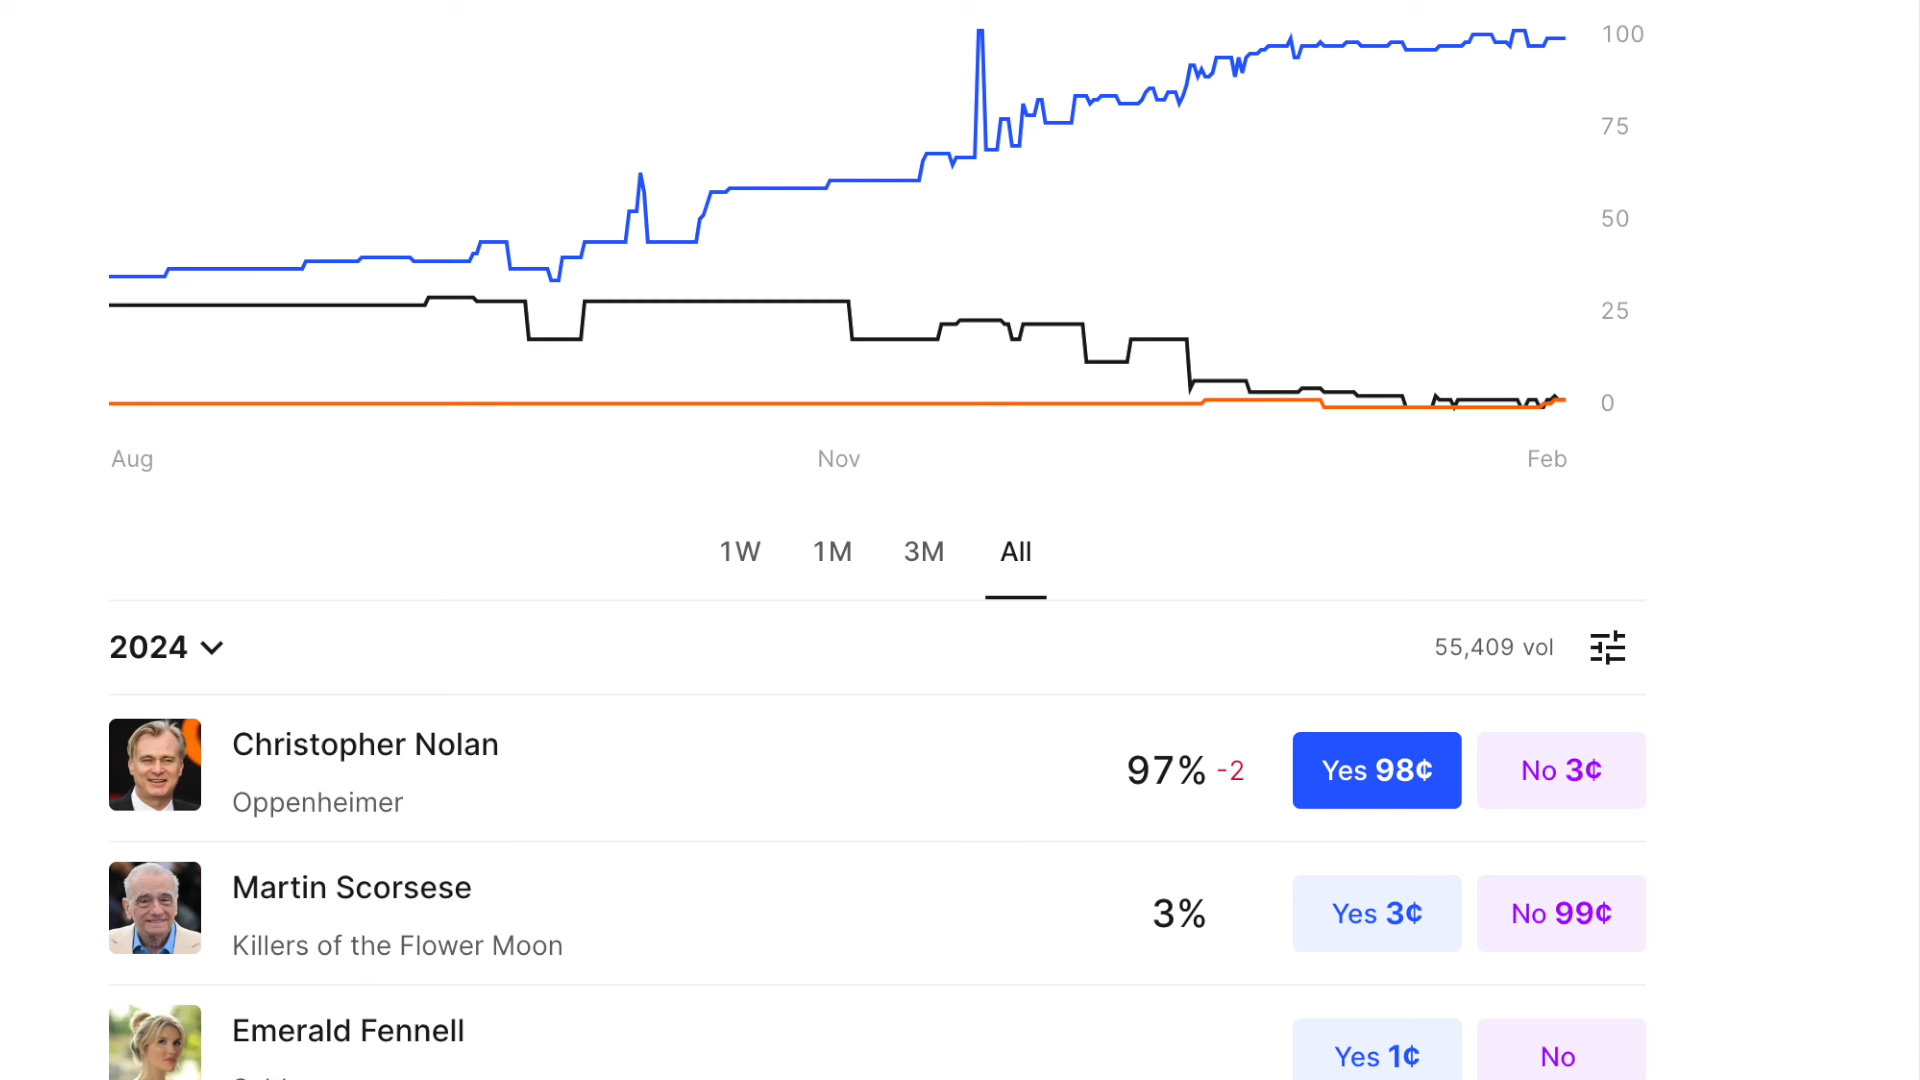 100
75
50
25
0
Aug Nov Feb
1W 1M 3M All
2024 55,409 vol
Christopher Nolan
Oppenheimer
97% -2 Yes 98¢ No 3¢
Martin Scorsese
Killers of the Flower Moon
3% Yes 3¢ No 99¢
Emerald Fennell
Yes 1¢ No